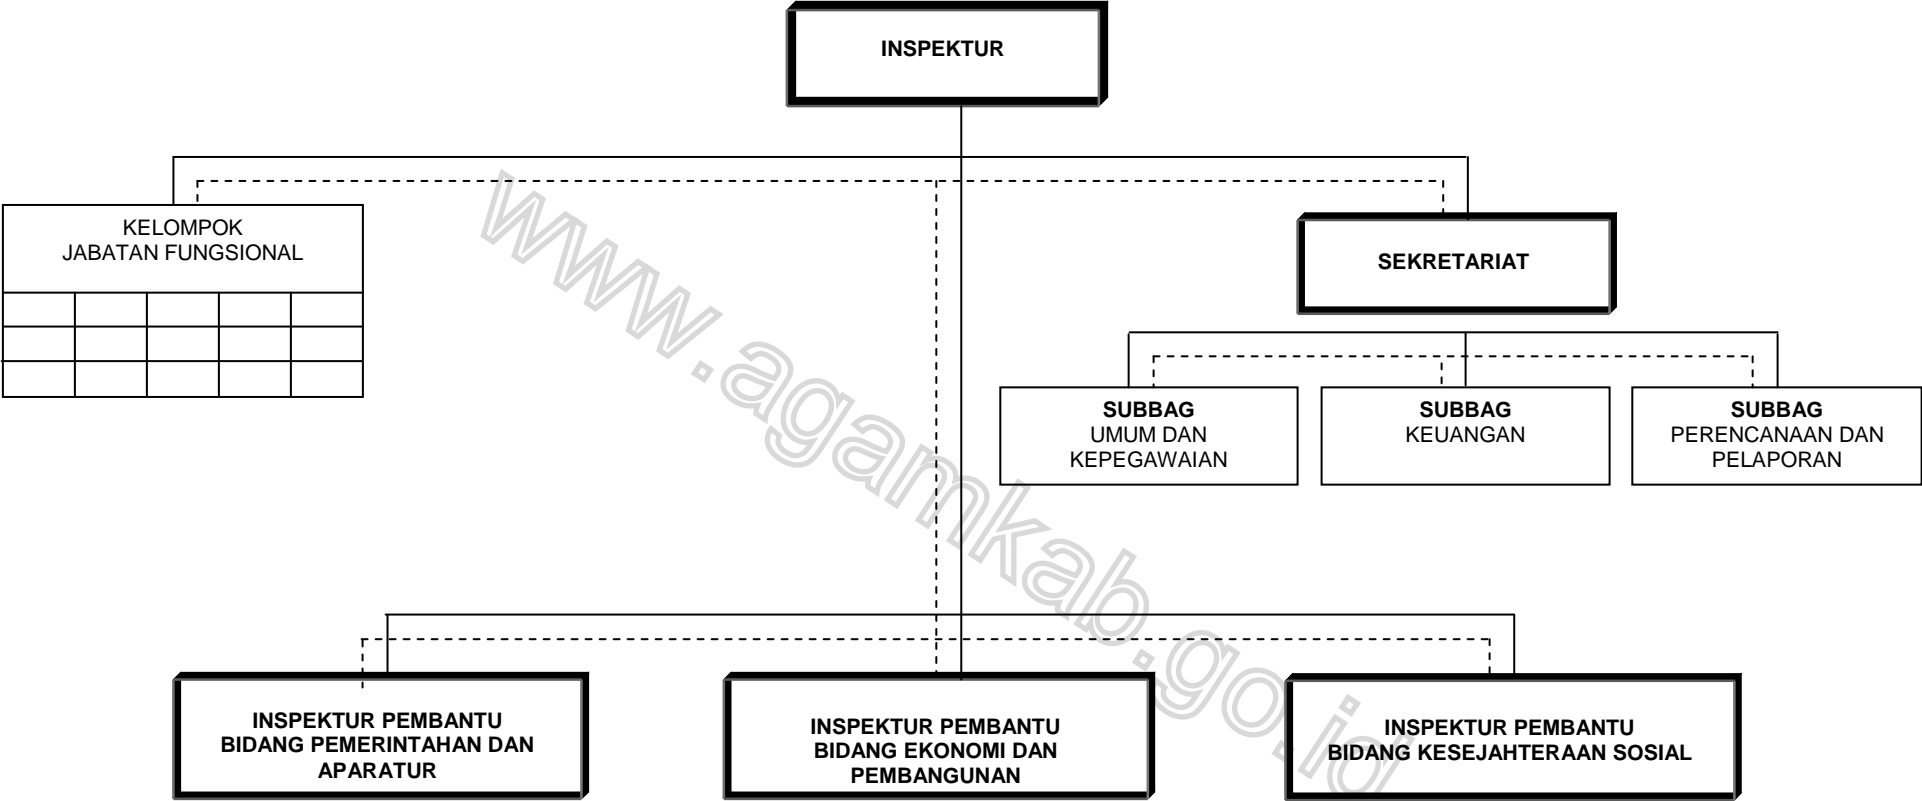 INSPEKTUR
KELOMPOK
JABATAN FUNGSIONAL
SEKRETARIAT
SUBBAG
UMUM DAN
KEPEGAWAIAN
SUBBAG
KEUANGAN
SUBBAG
PERENCANAAN DAN
PELAPORAN
INSPEKTUR PEMBANTU
BIDANG PEMERINTAHAN DAN
APARATUR
INSPEKTUR PEMBANTU
BIDANG EKONOMI DAN
PEMBANGUNAN
INSPEKTUR PEMBANTU
BIDANG KESEJAHTERAAN SOSIAL
www.agamkab.go.id